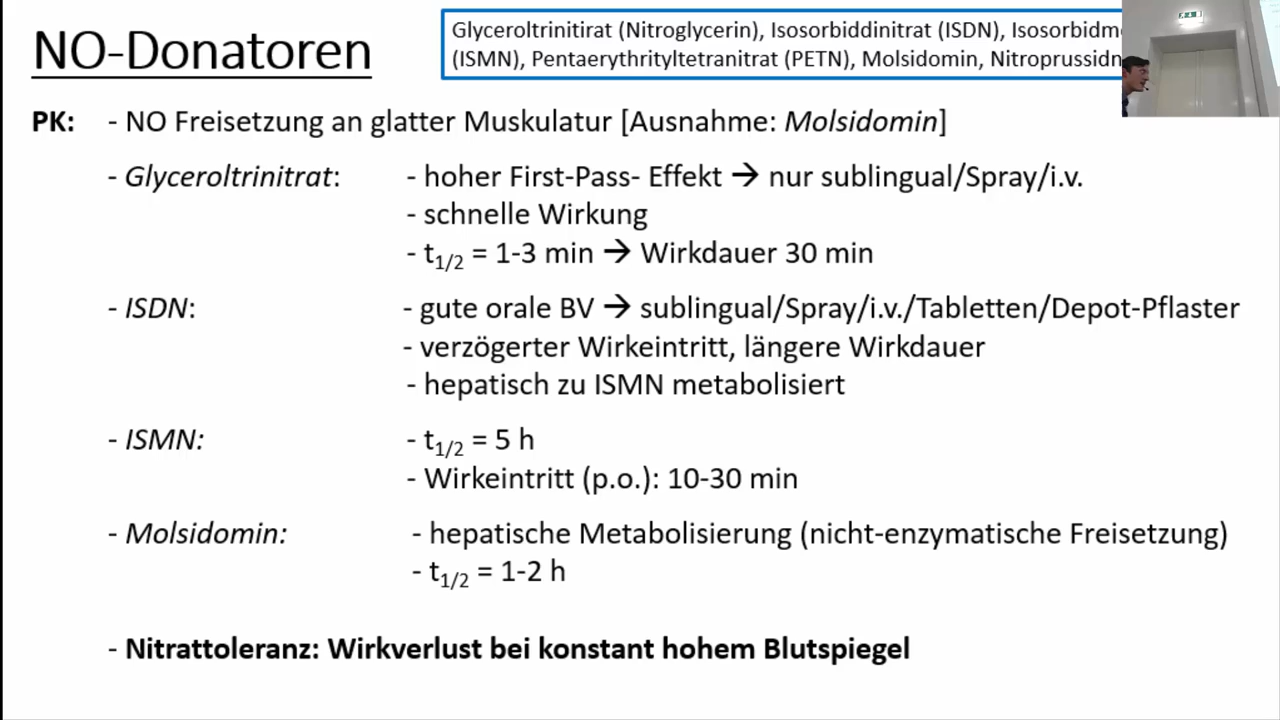 NO-Donatoren
Glyceroltrinitirat (Nitroglycerin), Isosorbiddinitrat (ISDN),
(ISMN), Pentaerythrityltetranitrat (PETN), Molsidomin,
PK: - NO Freisetzung an glatter Muskulatur [Ausnahme: Molsidomin]
- Glyceroltrinitrat: - hoher First-Pass- Effekt → nur sublingual/Spray/i.v.
- schnelle Wirkung
- t1/2 = 1-3 min → Wirkdauer 30 min
- ISDN: - gute orale BV → sublingual/Spray/i.v./Tabletten/Depot-Pflaster
- verzögerter Wirkeintritt, längere Wirkdauer
- hepatisch zu ISMN metabolisiert
- ISMN: - t1/2 = 5 h
- Wirkeintritt (p.o.): 10-30 min
- Molsidomin: - hepatische Metabolisierung (nicht-enzymatische Freisetzung)
- t1/2 = 1-2 h
- Nitrattoleranz: Wirkverlust bei konstant hohem Blutspiegel